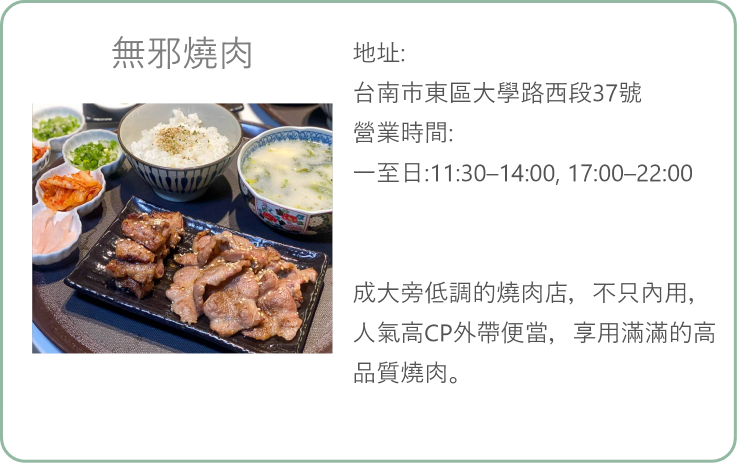 無邪燒肉
地址:
台南市東區大學路西段37號
營業時間:
一至日:11:30–14:00, 17:00–22:00
成大旁低調的燒肉店，不只內用，
人氣高CP外帶便當，享用滿滿的高
品質燒肉。